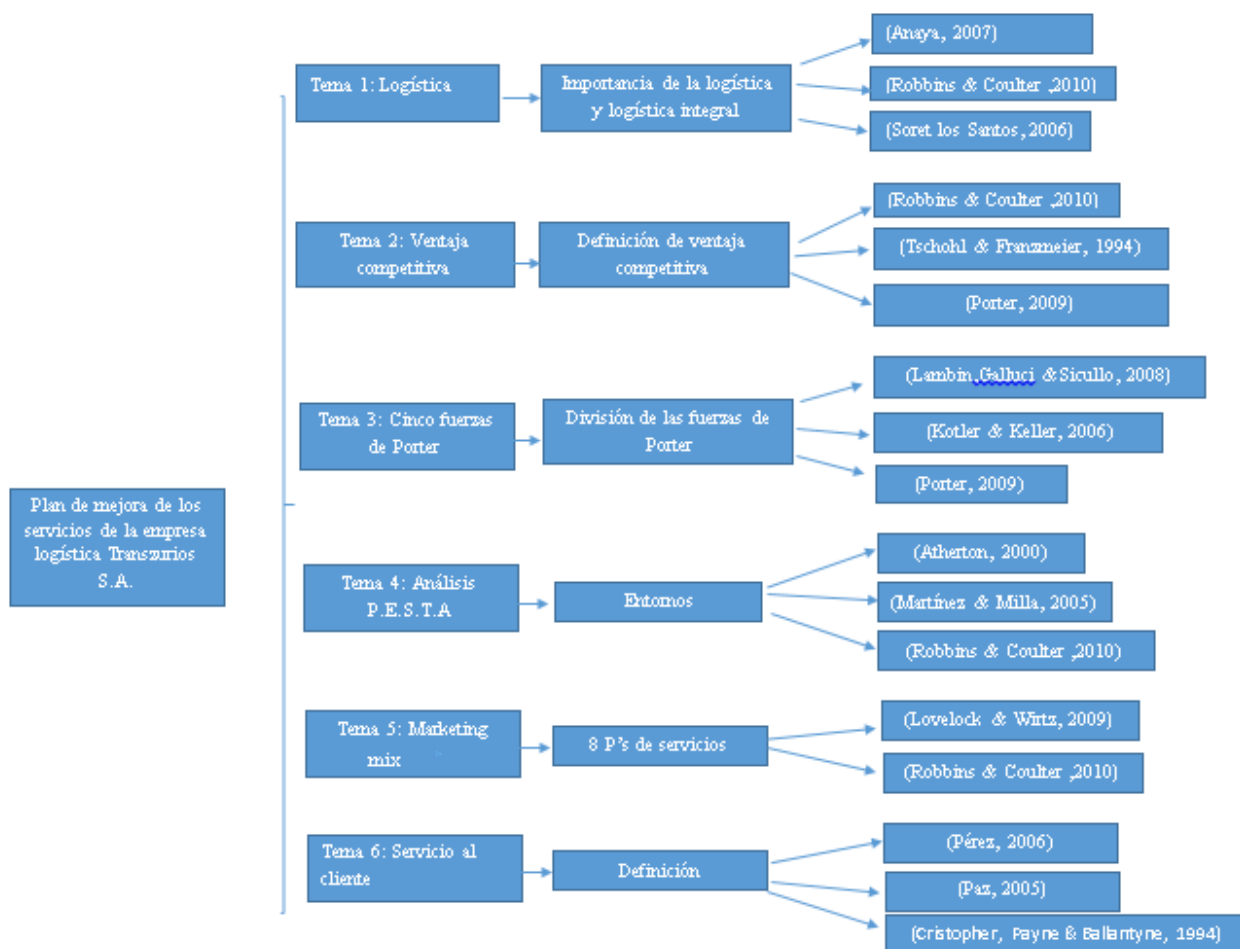 Plan de mejora de los
servicios de la empresa
logística Transzurios
S.A.
Tema 1: Logística
Importancia de la logística
y logística integral
(Anaya, 2007)
(Robbins & Coulter ,2010)
(Soret los Santos, 2006)
Tema 2: Ventaja
competitiva
Definición de ventaja
competitiva
(Robbins & Coulter ,2010)
(Tschohl & Franzmeier, 1994)
(Porter, 2009)
Tema 3: Cinco fuerzas
de Porter
División de las fuerzas de
Porter
(Lambin,Galluci & Sicullo, 2008)
(Kotler & Keller, 2006)
(Porter, 2009)
Tema 4: Análisis
P.E.S.T.A
Entornos
(Atherton, 2000)
(Martínez & Milla, 2005)
(Robbins & Coulter ,2010)
Tema 5: Marketing
mix
8 P's de servicios
(Lovelock & Wirtz, 2009)
(Robbins & Coulter ,2010)
Tema 6: Servicio al
cliente
Definición
(Pérez, 2006)
(Paz, 2005)
(Cristopher, Payne & Ballantyne, 1994)